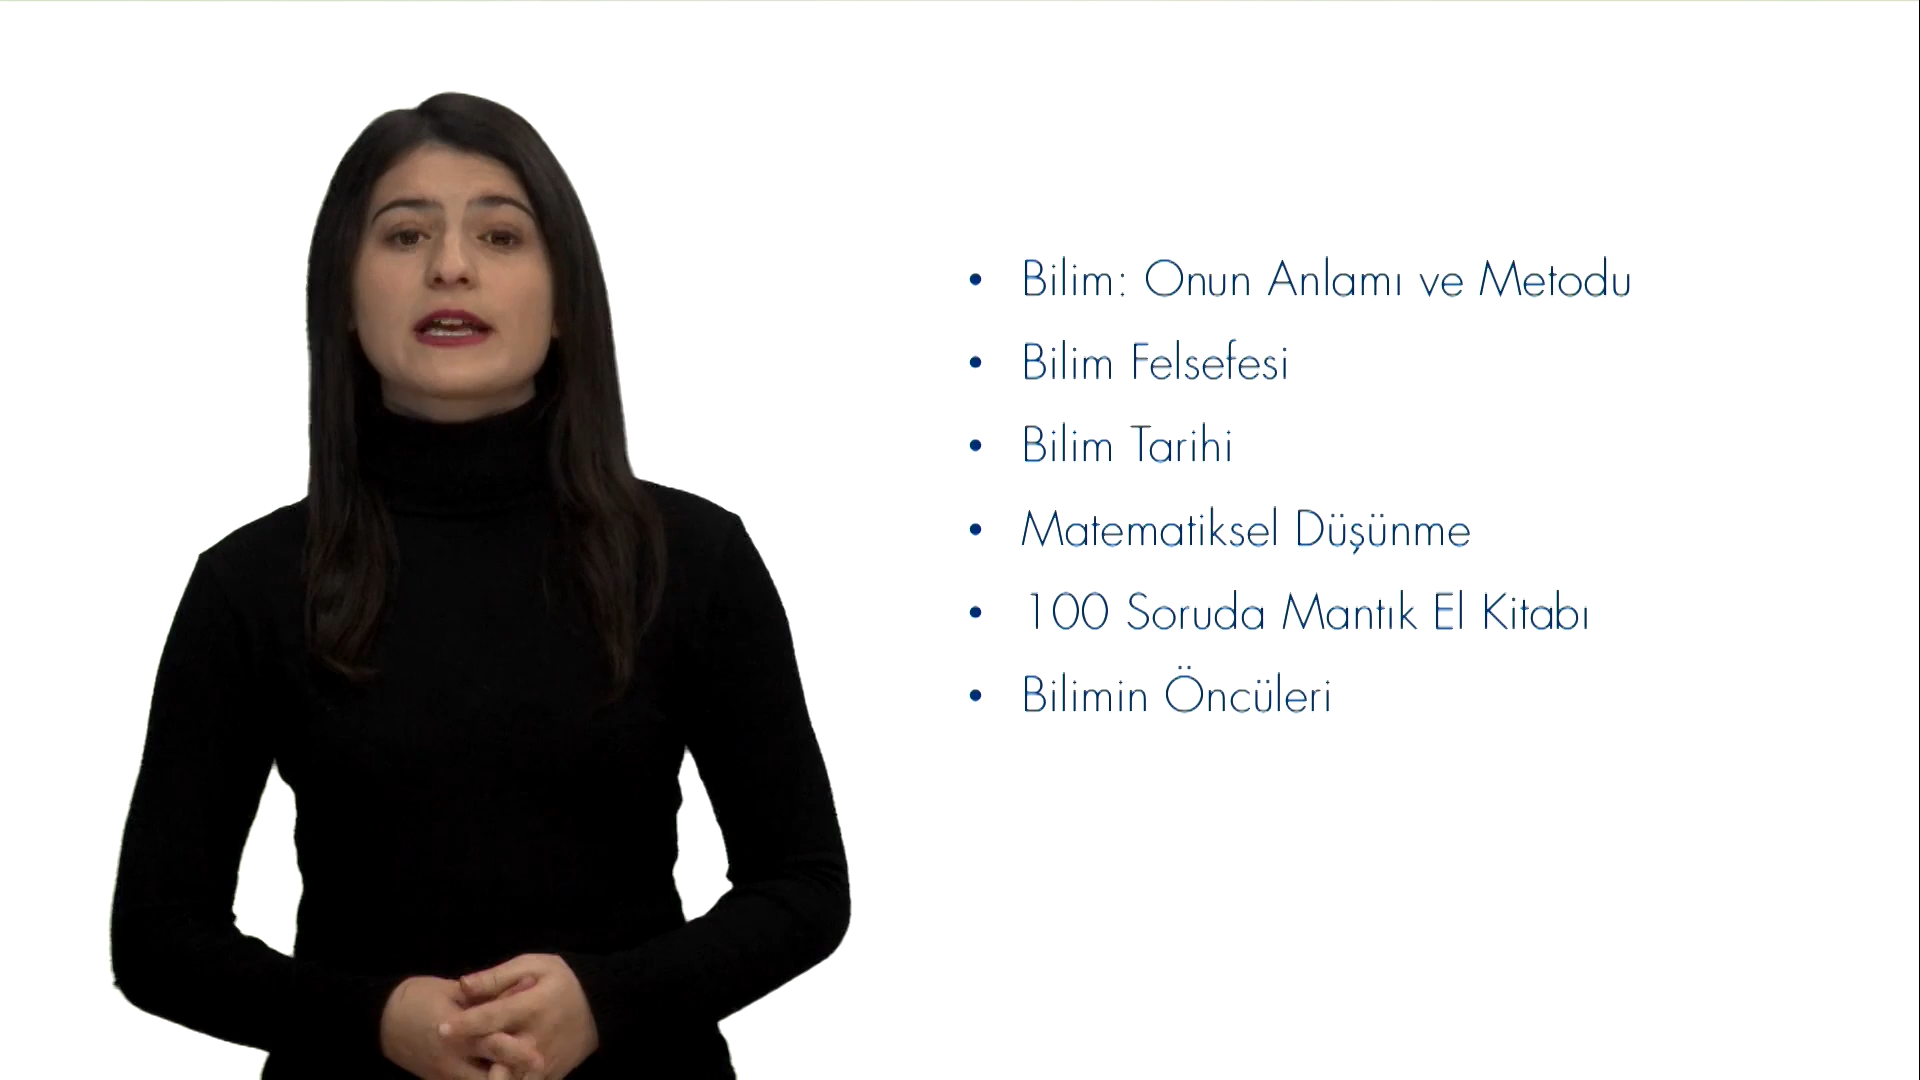 • Bilim: Onun Anlamı ve Metodu
• Bilim Felsefesi
• Bilim Tarihi
• Matematiksel Düşünme
• 100 Soruda Mantık El Kitabı
• Bilimin Öncüleri